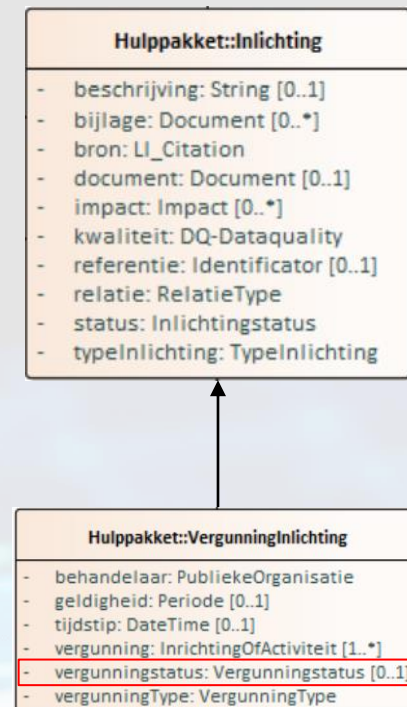 Hulppakket::Inlichting
- beschrijving: String [0..1]
- bijlage: Document [0..*]
- bron: LI_Citation
- document: Document [0..1]
- impact: Impact [0..*]
- kwaliteit: DQ-Dataquality
- referentie: Identificator [0..1]
- relatie: RelatieType
- status: Inlichtingstatus
- typeInlichting: TypeInlichting
Hulppakket::VergunningInlichting
- behandelaar: PubliekeOrganisatie
- geldigheid: Periode [0..1]
- tijdstip: DateTime [0..1]
- vergunning: InrichtingOfActiviteit [1..*]
- vergunningstatus: Vergunningstatus [0..1]
- vergunningType: VergunningType